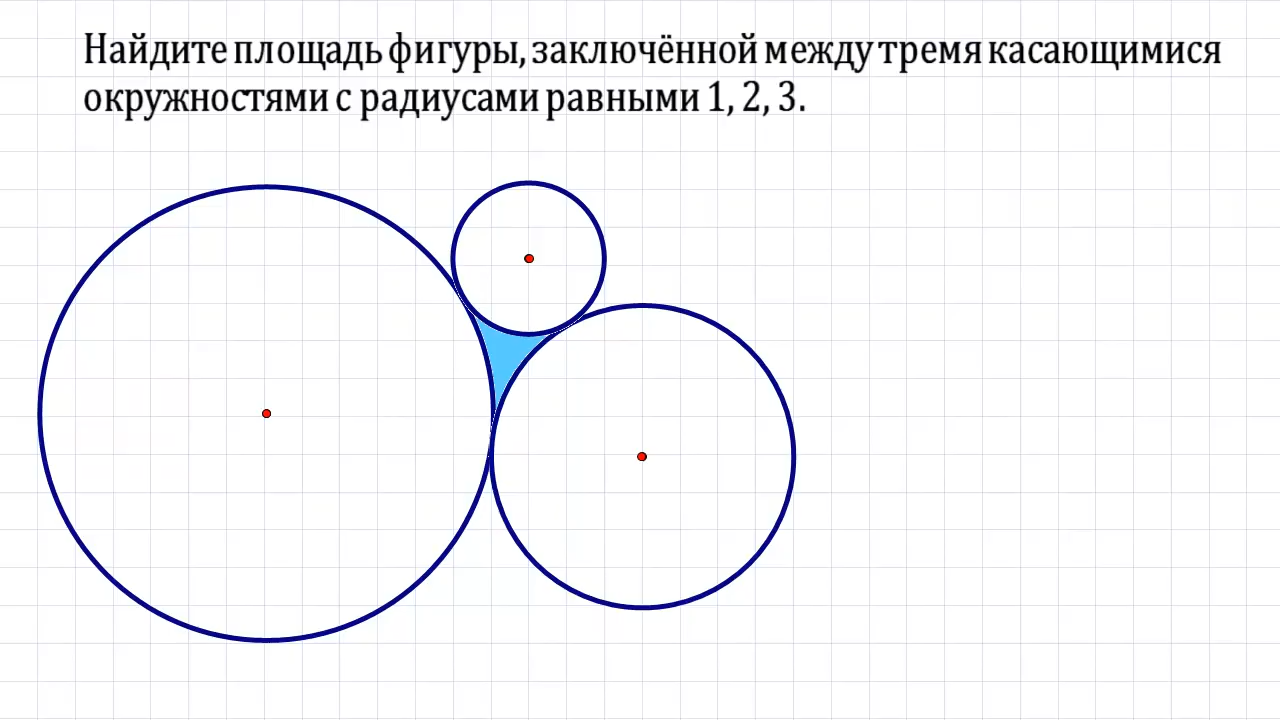 Найдите площадь фигуры, заключённой между тремя касающимися
окружностями с радиусами равными 1, 2, 3.